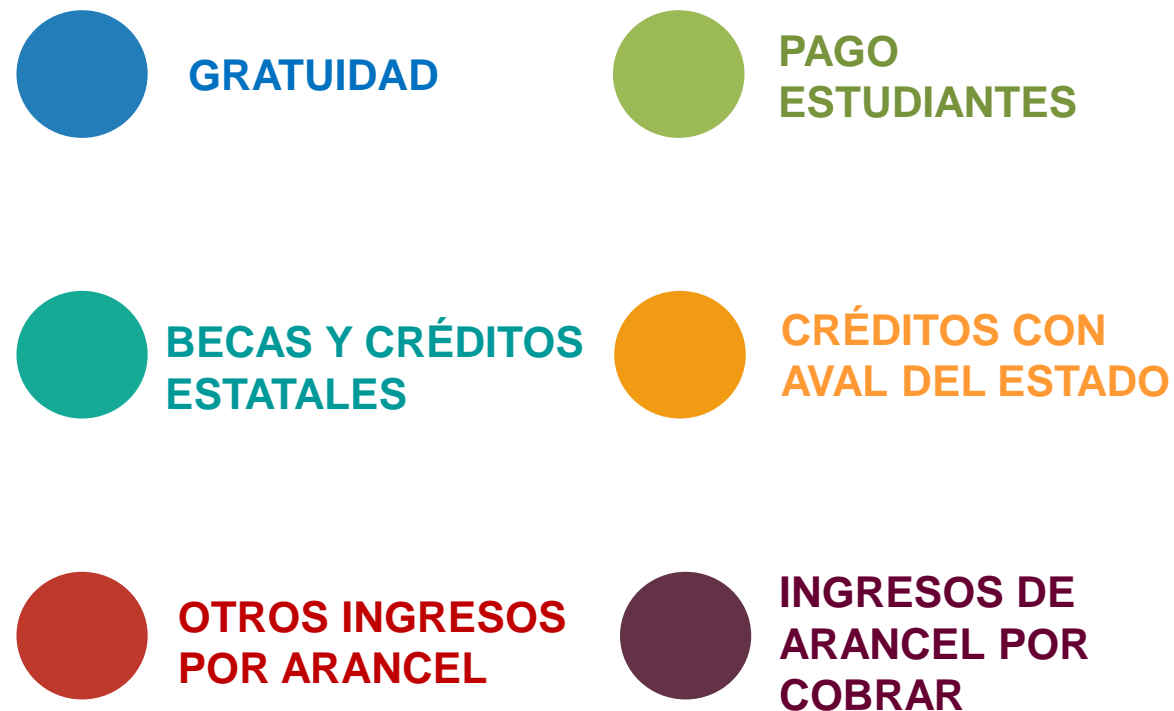 GRATUIDAD
PAGO
ESTUDIANTES
BECAS Y CRÉDITOS
ESTATALES
CRÉDITOS CON
AVAL DEL ESTADO
OTROS INGRESOS
POR ARANCEL
INGRESOS DE
ARANCEL POR
COBRAR